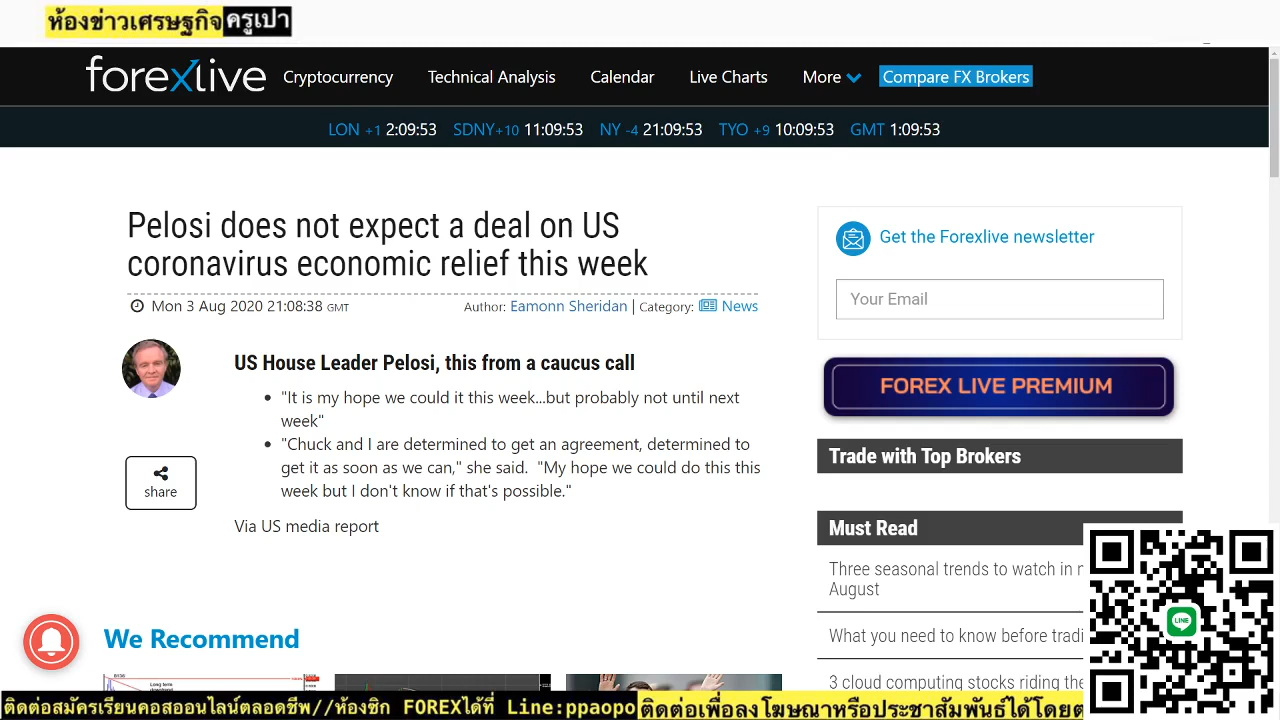 ห้องข่าวเศรษฐกิจครูเปา
forexlive Cryptocurrency Technical Analysis Calendar Live Charts More Compare FX Brokers
LON +1 2:09:53 SDNY+10 11:09:53 NY -4 21:09:53 TYO +9 10:09:53 GMT 1:09:53
Pelosi does not expect a deal on US
coronavirus economic relief this week
Mon 3 Aug 2020 21:08:38 GMT Author: Eamonn Sheridan | Category: News
US House Leader Pelosi, this from a caucus call
"It is my hope we could it this week...but probably not until next
week"
"Chuck and I are determined to get an agreement, determined to
get it as soon as we can," she said. "My hope we could do this this
week but I don't know if that's possible."
share
Via US media report
Get the Forexlive newsletter
Your Email
FOREX LIVE PREMIUM
Trade with Top Brokers
Must Read
Three seasonal trends to watch in
August
What you need to know before
3 cloud computing stocks riding
LINE
We Recommend
Long term
ติดต่อสมัครเรียนคอสออนไลน์ตลอดชีพ//ห้องซิก FOREXได้ที่ Line:ppaopo ติดต่อเพื่อลงโฆษณาหรือประชาสัมพันธ์ได้โดยต